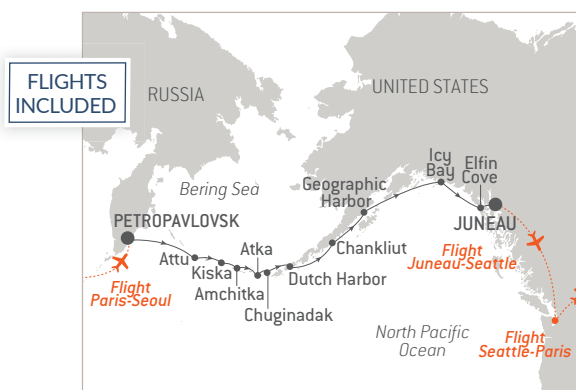 FLIGHTS
INCLUDED
RUSSIA
UNITED STATES
Bering Sea
Icy
Bay
Elfin
Cove
Geographic
Harbor
PETROPAVLOVSK
JUNEAU
Attu
Kiska
Amchitka
Atka
Chuginadak
Dutch Harbor
Chankliut
Flight
Juneau-Seattle
Flight
Paris-Seoul
North Pacific
Ocean
Flight
Seattle-Paris